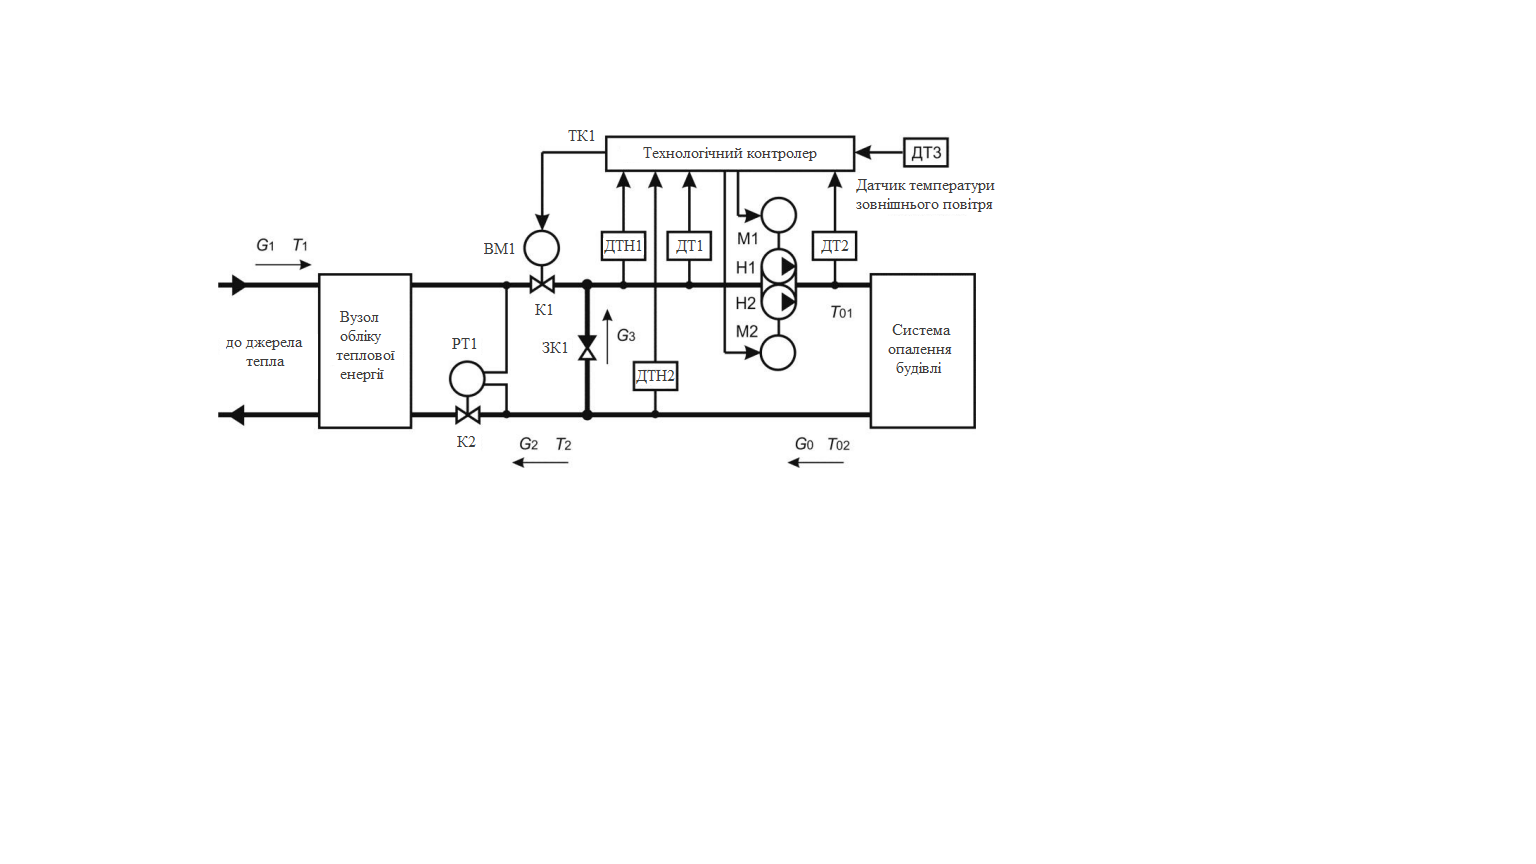 ТК1
Технологічний контролер
ДТ3
Датчик температури
зовнішнього повітря
G1 T1
ВМ1
ДТН1
ДТ1
М1
ДТ2
Н1
К1
Н2
T01
Вузол
обліку
теплової
енергії
до джерела
тепла
РТ1
ЗК1
G3
М2
Система
опалення
будівлі
ДТН2
К2
G2 T2
G0 T02